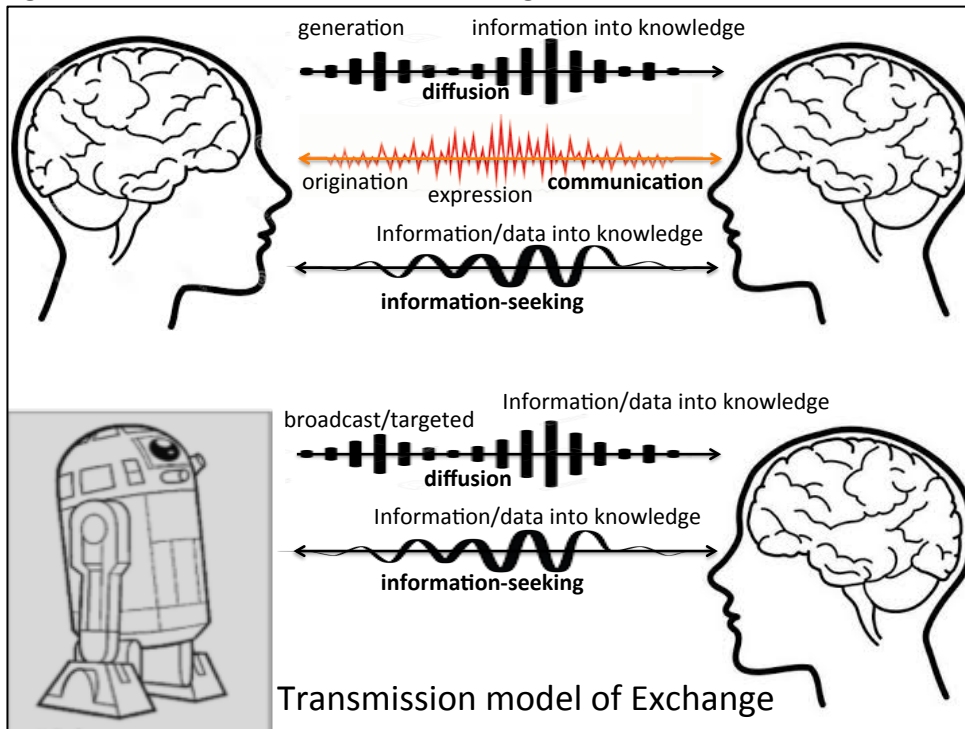 generation information into knowledge
diffusion
origination expression communication
Information/data into knowledge
information-seeking
broadcast/targeted Information/data into knowledge
diffusion
Information/data into knowledge
information-seeking
Transmission model of Exchange